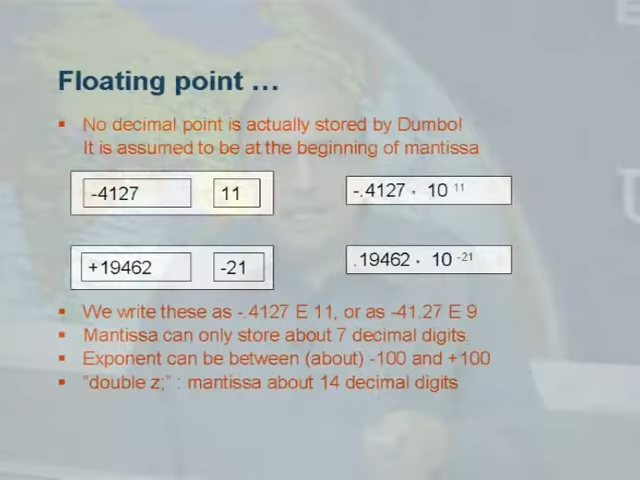 Floating point …
▪ No decimal point is actually stored by Dumbo!
It is assumed to be at the beginning of mantissa
-4127 11 -.4127 · 10 11
+19462 -21 .19462 · 10 -21
▪ We write these as -.4127 E 11, or as -41.27 E 9
▪ Mantissa can only store about 7 decimal digits.
▪ Exponent can be between (about) -100 and +100
▪ "double z;" : mantissa about 14 decimal digits